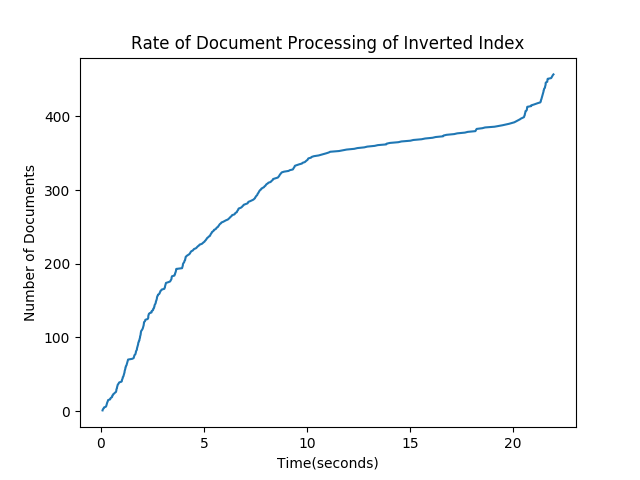 Rate of Document Processing of Inverted Index
400
300
200
100
0
Number of Documents
0 5 10 15 20
Time(seconds)